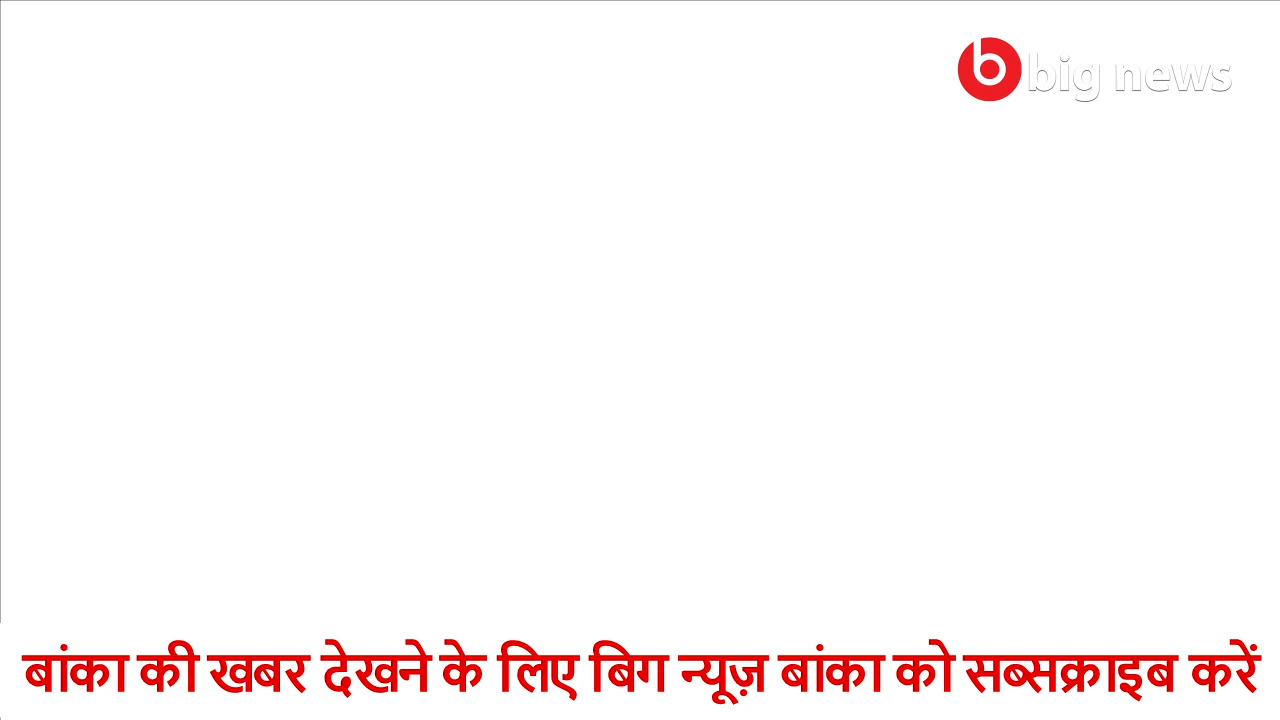 big news
बांका की खबर देखने के लिए बिग न्यूज़ बांका को सब्सक्राइब करें